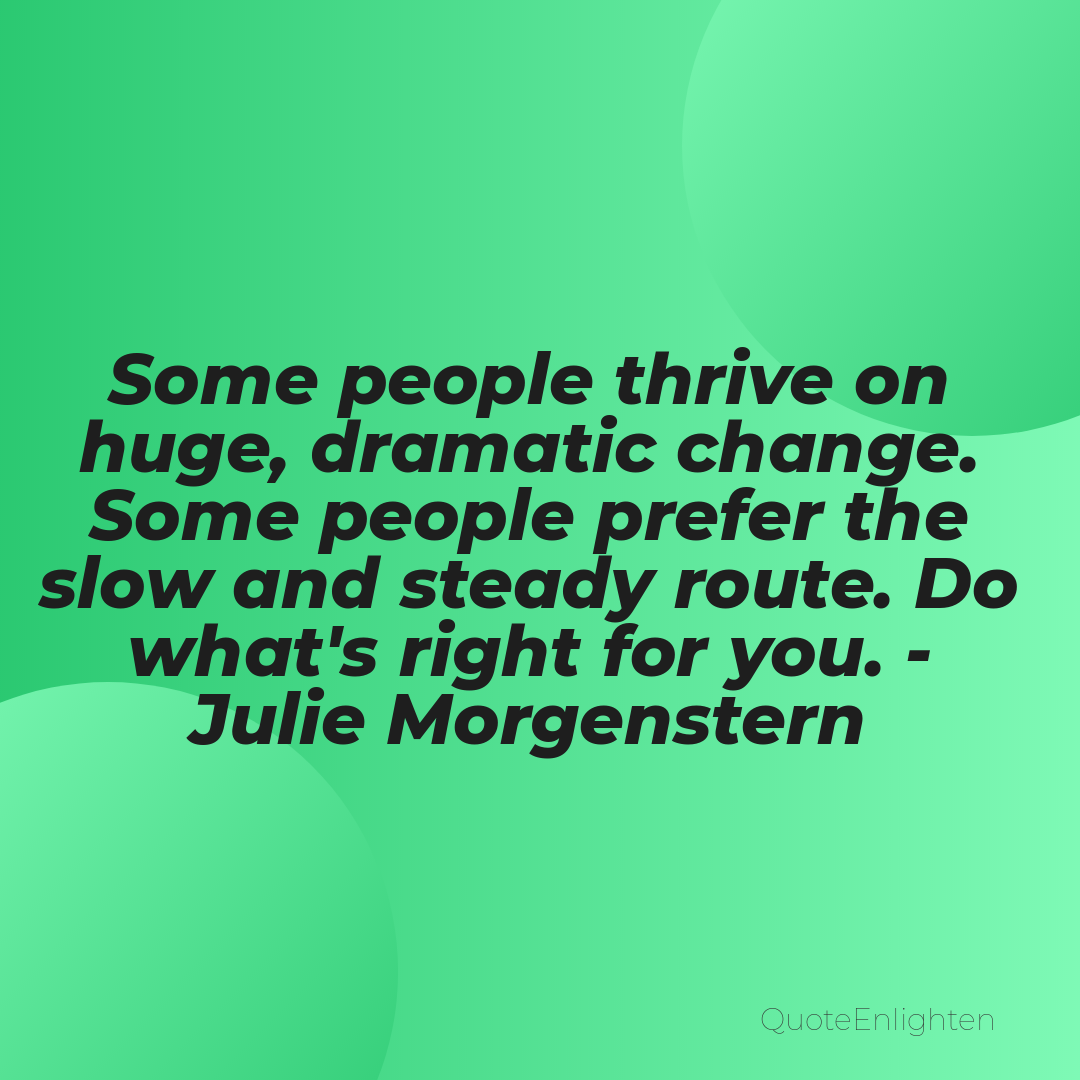 Some people thrive on
huge, dramatic change.
Some people prefer the
slow and steady route. Do
what's right for you. -
Julie Morgenstern
QuoteEnlighten